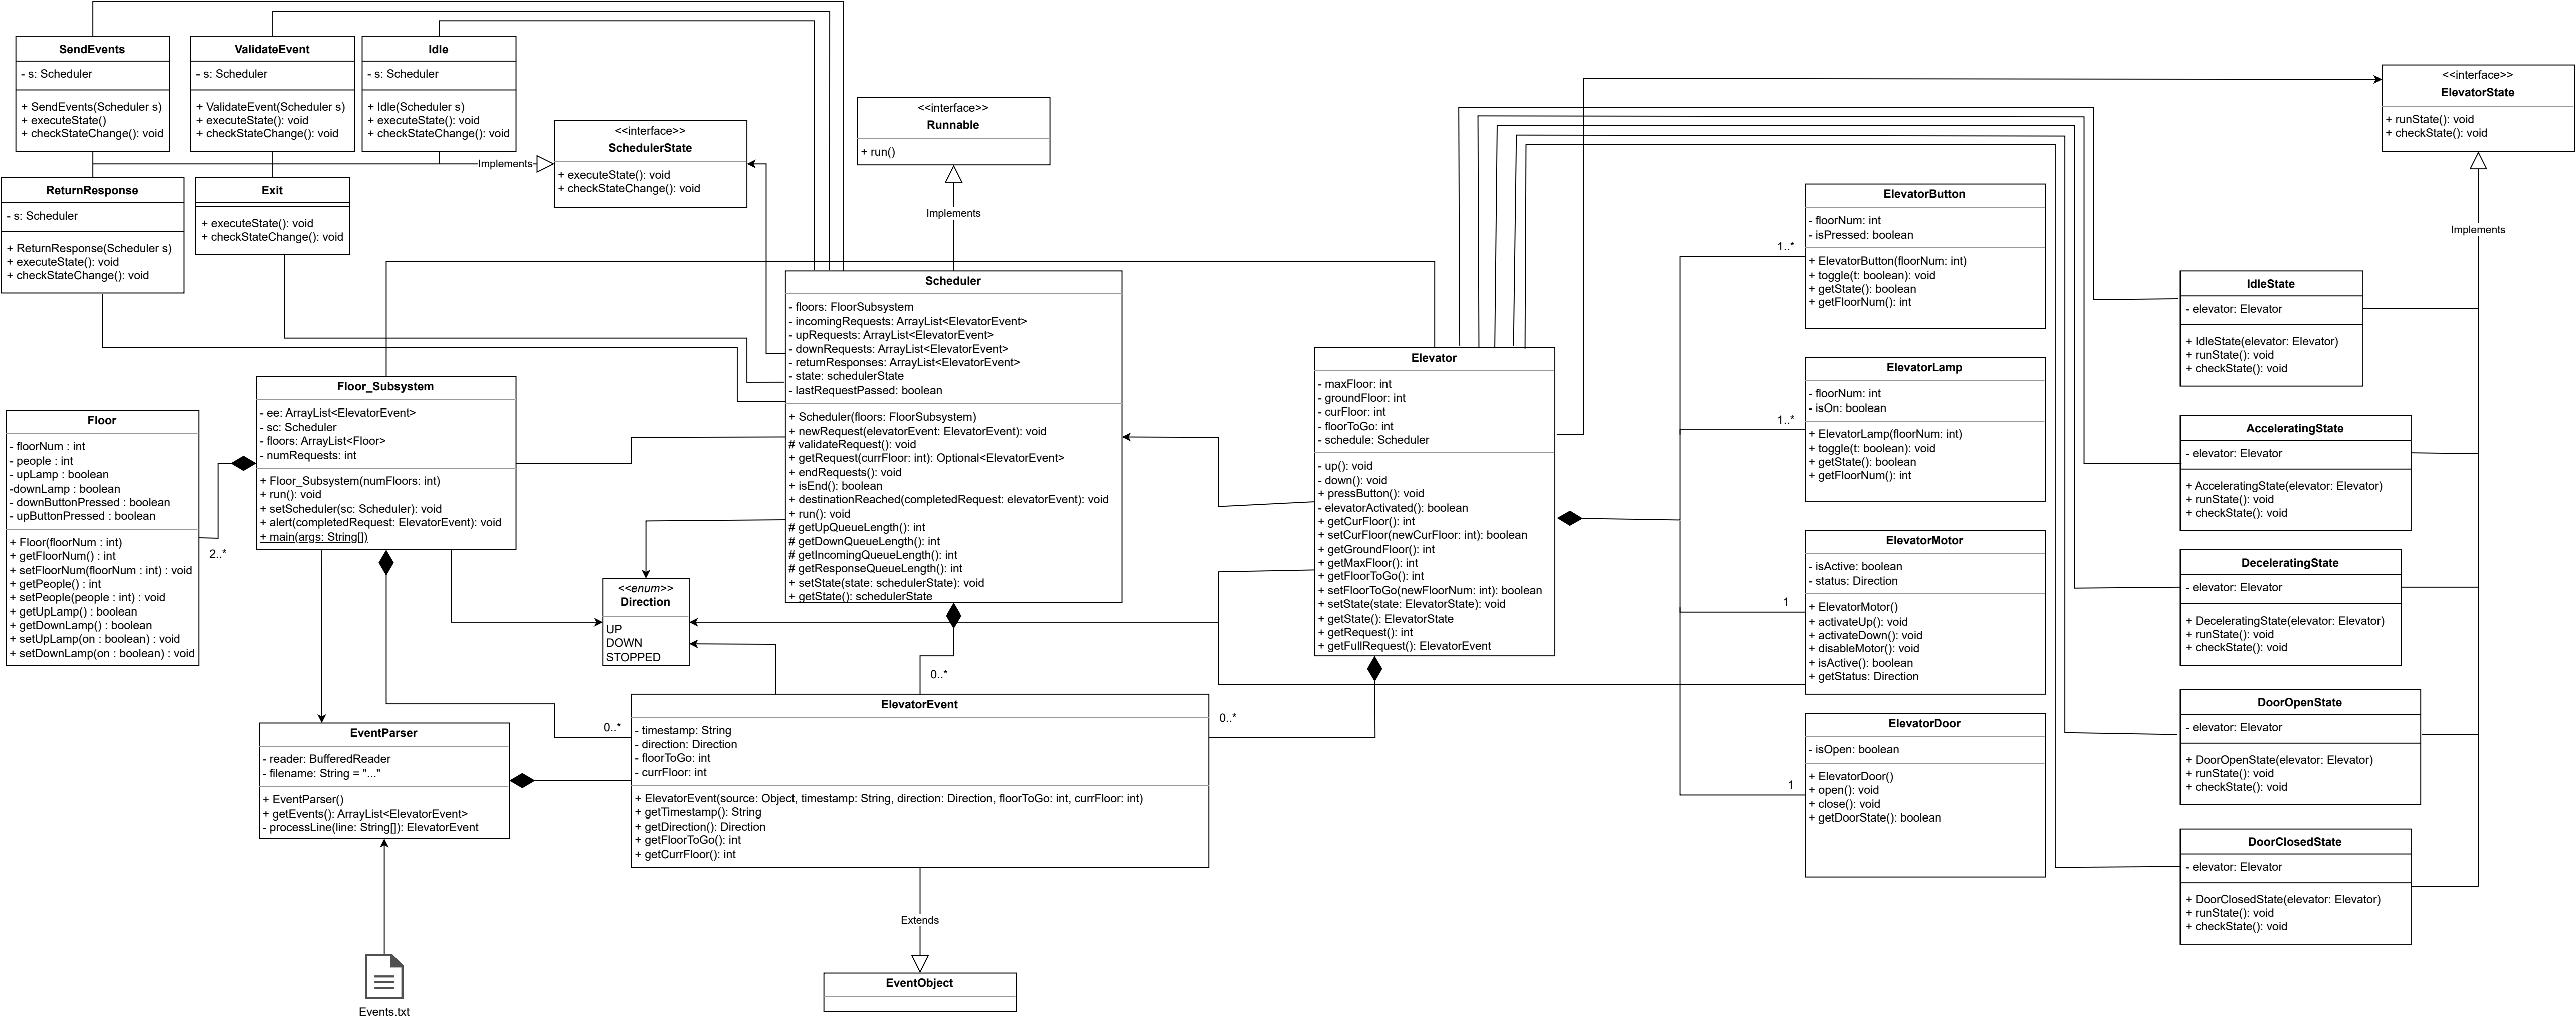 SendEvents
- s: Scheduler
+ SendEvents(Scheduler s)
+ executeState()
+ checkStateChange(): void
ValidateEvent
- s: Scheduler
+ ValidateEvent(Scheduler s)
+ executeState(): void
+ checkStateChange(): void
Idle
- s: Scheduler
+ Idle(Scheduler s)
+ executeState(): void
+ checkStateChange(): void
Implements
<<interface>>
SchedulerState
+ executeState(): void
+ checkStateChange(): void
<<interface>>
Runnable
+ run()
Implements
<<interface>>
ElevatorState
+ runState(): void
+ checkState(): void
Implements
ReturnResponse
- s: Scheduler
+ ReturnResponse(Scheduler s)
+ executeState(): void
+ checkStateChange(): void
Exit
+ executeState(): void
+ checkStateChange(): void
Scheduler
- floors: FloorSubsystem
- incomingRequests: ArrayList<ElevatorEvent>
- upRequests: ArrayList<ElevatorEvent>
- downRequests: ArrayList<ElevatorEvent>
- returnResponses: ArrayList<ElevatorEvent>
- state: schedulerState
- lastRequestPassed: boolean
+ Scheduler(floors: FloorSubsystem)
+ newRequest(elevatorEvent: ElevatorEvent): void
# validateRequest(): void
+ getRequest(currFloor: int): Optional<ElevatorEvent>
+ endRequests(): void
+ isEnd(): boolean
+ destinationReached(completedRequest: elevatorEvent): void
+ run(): void
# getUpQueueLength(): int
# getDownQueueLength(): int
# getIncomingQueueLength(): int
# getResponseQueueLength(): int
+ setState(state: schedulerState): void
+ getState(): schedulerState
Floor_Subsystem
- ee: ArrayList<ElevatorEvent>
- sc: Scheduler
- floors: ArrayList<Floor>
- numRequests: int
+ Floor_Subsystem(numFloors: int)
+ run(): void
+ setScheduler(sc: Scheduler): void
+ alert(completedRequest: ElevatorEvent): void
+ main(args: String[])
Floor
- floorNum : int
- people : int
- upLamp : boolean
-downLamp : boolean
- downButtonPressed : boolean
- upButtonPressed : boolean
+ Floor(floorNum : int)
+ getFloorNum() : int
+ setFloorNum(floorNum : int) : void
+ getPeople() : int
+ setPeople(people : int) : void
+ getUpLamp() : boolean
+ getDownLamp() : boolean
+ setUpLamp(on : boolean) : void
+ setDownLamp(on : boolean) : void
2..*
<<enum>>
Direction
UP
DOWN
STOPPED
Elevator
- maxFloor: int
- groundFloor: int
- curFloor: int
- floorToGo: int
- schedule: Scheduler
- up(): void
- down(): void
+ pressButton(): void
- elevatorActivated(): boolean
+ getCurFloor(): int
+ setCurFloor(newCurFloor: int): boolean
+ getGroundFloor(): int
+ getMaxFloor(): int
+ getFloorToGo(): int
+ setFloorToGo(newFloorNum: int): boolean
+ setState(state: ElevatorState): void
+ getState(): ElevatorState
+ getRequest(): int
+ getFullRequest(): ElevatorEvent
1..*
ElevatorButton
- floorNum: int
- isPressed: boolean
+ ElevatorButton(floorNum: int)
+ toggle(t: boolean): void
+ getState(): boolean
+ getFloorNum(): int
1..*
ElevatorLamp
- floorNum: int
- isOn: boolean
+ ElevatorLamp(floorNum: int)
+ toggle(t: boolean): void
+ getState(): boolean
+ getFloorNum(): int
1
ElevatorMotor
- isActive: boolean
- status: Direction
+ ElevatorMotor()
+ activateUp(): void
+ activateDown(): void
+ disableMotor(): void
+ isActive(): boolean
+ getStatus: Direction
1
ElevatorDoor
- isOpen: boolean
+ ElevatorDoor()
+ open(): void
+ close(): void
+ getDoorState(): boolean
IdleState
- elevator: Elevator
+ IdleState(elevator: Elevator)
+ runState(): void
+ checkState(): void
AcceleratingState
- elevator: Elevator
+ AcceleratingState(elevator: Elevator)
+ runState(): void
+ checkState(): void
DeceleratingState
- elevator: Elevator
+ DeceleratingState(elevator: Elevator)
+ runState(): void
+ checkState(): void
DoorOpenState
- elevator: Elevator
+ DoorOpenState(elevator: Elevator)
+ runState(): void
+ checkState(): void
DoorClosedState
- elevator: Elevator
+ DoorClosedState(elevator: Elevator)
+ runState(): void
+ checkState(): void
0..*
0..*
0..*
ElevatorEvent
- timestamp: String
- direction: Direction
- floorToGo: int
- currFloor: int
+ ElevatorEvent(source: Object, timestamp: String, direction: Direction, floorToGo: int, currFloor: int)
+ getTimestamp(): String
+ getDirection(): Direction
+ getFloorToGo(): int
+ getCurrFloor(): int
EventParser
- reader: BufferedReader
- filename: String = "..."
+ EventParser()
+ getEvents(): ArrayList<ElevatorEvent>
- processLine(line: String[]): ElevatorEvent
Extends
EventObject
Events.txt